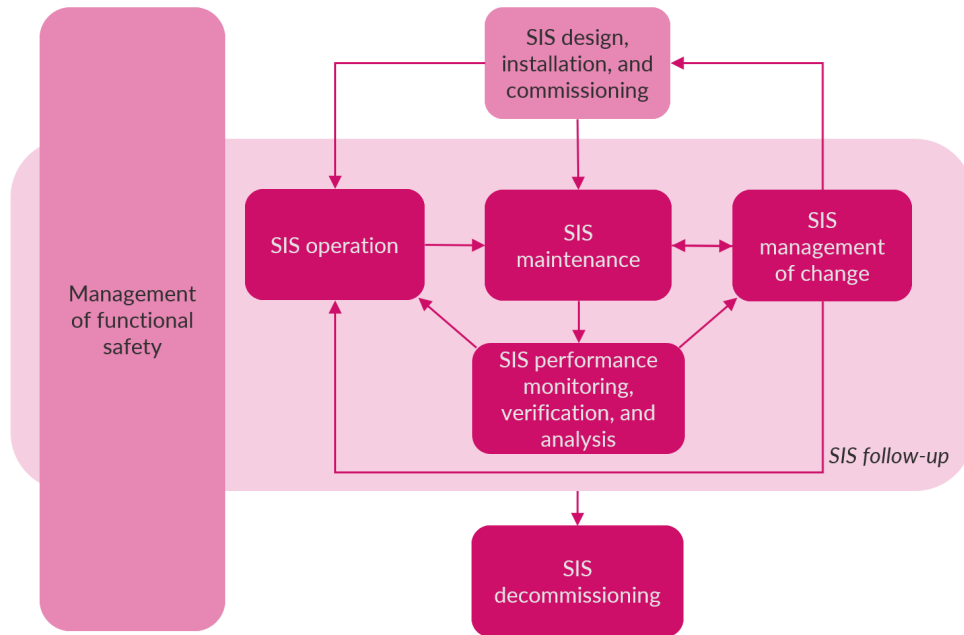 SIS design,
installation, and
commissioning
SIS operation
SIS
maintenance
SIS
management
of change
Management
of functional
safety
SIS performance
monitoring,
verification, and
analysis
SIS follow-up
SIS
decommissioning